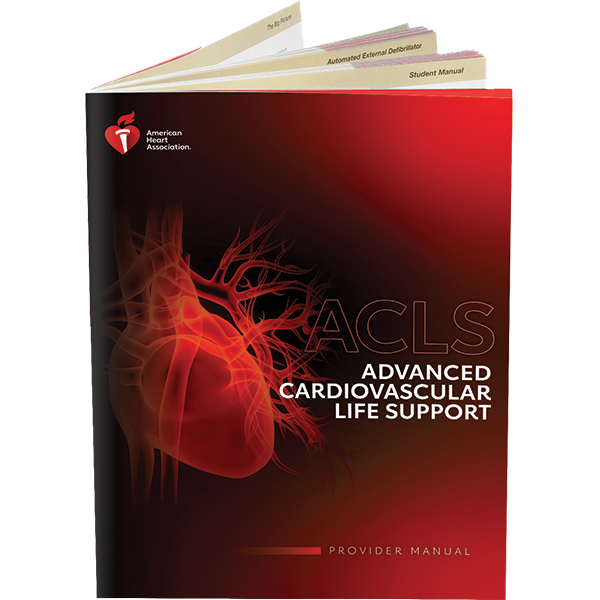 The Big Picture
Automated External Defibrillator
Student Manual
American
Heart
Association®
ACLS
ADVANCED
CARDIOVASCULAR
LIFE SUPPORT
PROVIDER MANUAL